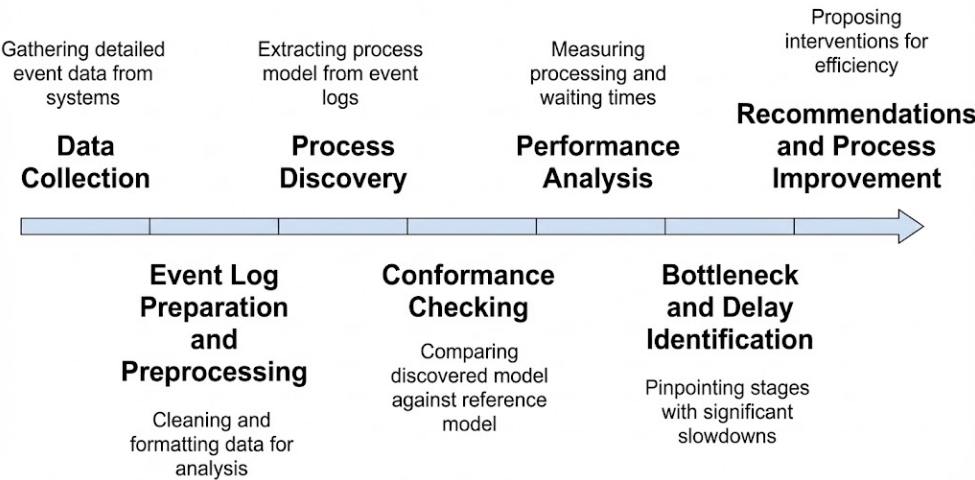 Gathering detailed
event data from
systems
Data
Collection
Event Log
Preparation
and
Preprocessing
Cleaning and
formatting data for
analysis
Extracting process
model from event
logs
Process
Discovery
Conformance
Checking
Comparing
discovered model
against reference
model
Measuring
processing and
waiting times
Performance
Analysis
Bottleneck
and Delay
Identification
Pinpointing stages
with significant
slowdowns
Proposing
interventions for
efficiency
Recommendations
and Process
Improvement